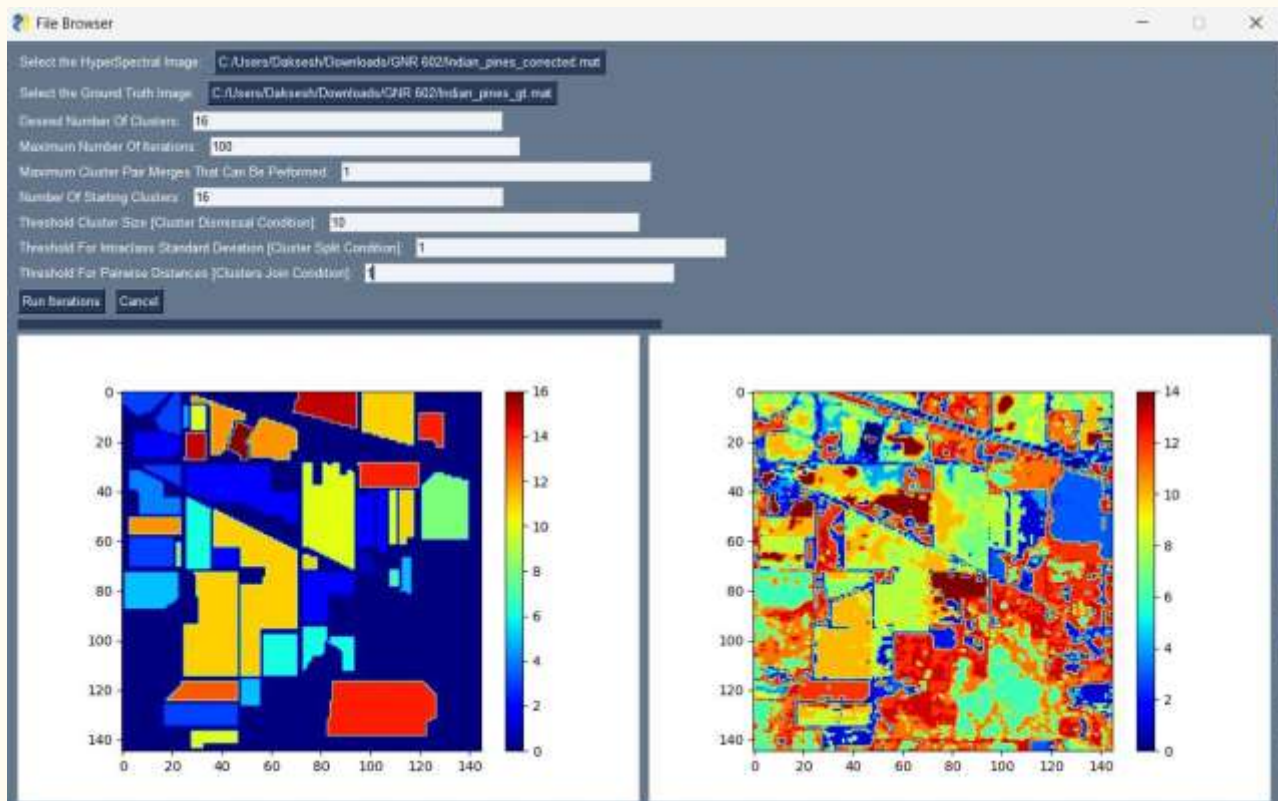 File Browser
Select the HyperSpectral Image: C:/Users/Daksesh/Downloads/GNR 602/Indian_pines_corrected.mat
Select the Ground Truth Image: C:/Users/Daksesh/Downloads/GNR 602/Indian_pines_gt.mat
Desired Number Of Clusters: 16
Maximum Number Of Iterations: 100
Maximum Cluster Pair Merges That Can Be Performed: 1
Number Of Starting Clusters: 16
Threshold Cluster Size [Cluster Dismissal Condition]: 10
Threshold For Intraclass Standard Deviation [Cluster Split Condition]: 1
Threshold For Pairwise Distances [Clusters Join Condition]: 1
Run Iterations Cancel
0 16 0 14
20 14 20 12
40 12 40 10
60 10 60 8
80 8 80 6
100 6 100 4
120 4 120 2
140 2 140 0
0
0 20 40 60 80 100 120 140 0 20 40 60 80 100 120 140